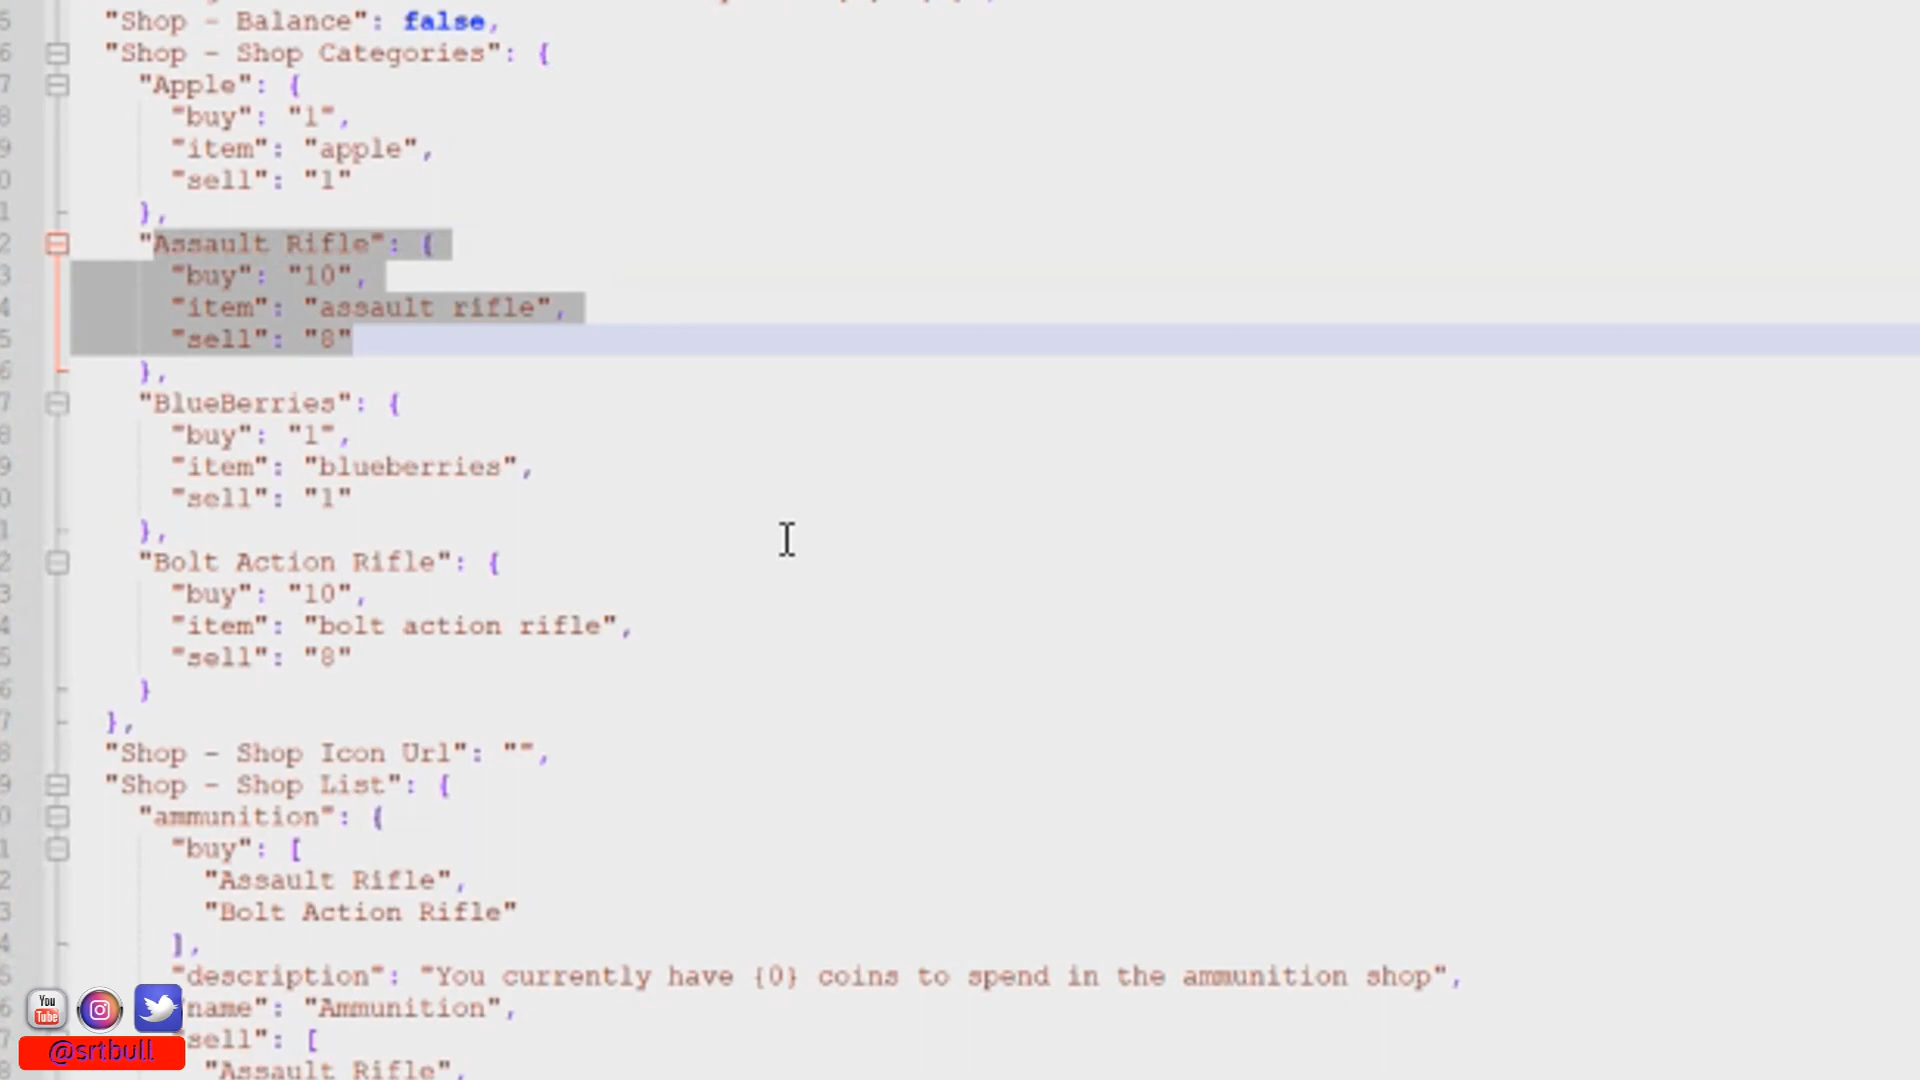 "Shop - Balance": false,
"Shop - Shop Categories": {
"Apple": {
"buy": "1",
"item": "apple",
"sell": "1"
},
"Assault Rifle": {
"buy": "10",
"item": "assault rifle",
"sell": "8"
},
"BlueBerries": {
"buy": "1",
"item": "blueberries",
"sell": "1"
},
"Bolt Action Rifle": {
"buy": "10",
"item": "bolt action rifle",
"sell": "8"
}
},
"Shop - Shop Icon Url": "",
"Shop - Shop List": {
"ammunition": {
"buy": [
"Assault Rifle",
"Bolt Action Rifle"
],
"description": "You currently have {0} coins to spend in the ammunition shop",
name": "Ammunition",
sell": [
"Assault Rifle",
You
Tube
@srtbull